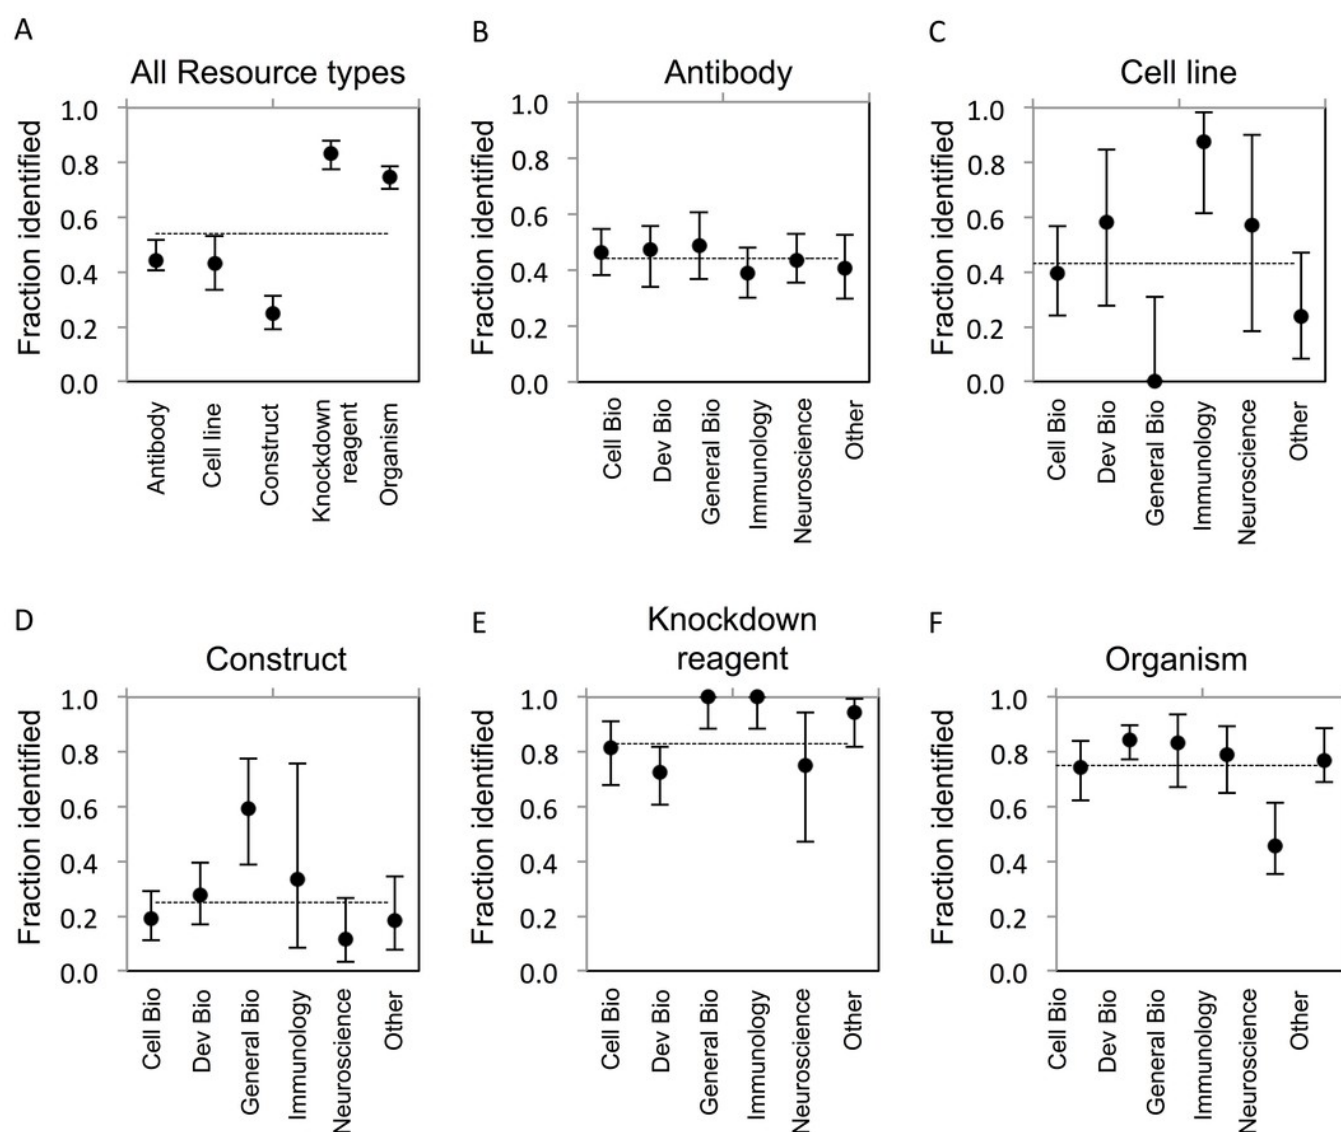 A
All Resource types
Fraction identified
1.0
0.8
0.6
0.4
0.2
0.0
Antibody
Cell line
Construct
Knockdown
reagent
Organism
B
Antibody
Fraction identified
1.0
0.8
0.6
0.4
0.2
0.0
Cell Bio
Dev Bio
General Bio
Immunology
Neuroscience
Other
C
Cell line
Fraction identified
1.0
0.8
0.6
0.4
0.2
0.0
Cell Bio
Dev Bio
General Bio
Immunology
Neuroscience
Other
D
Construct
Fraction identified
1.0
0.8
0.6
0.4
0.2
0.0
Cell Bio
Dev Bio
General Bio
Immunology
Neuroscience
Other
E
Knockdown
reagent
Fraction identified
1.0
0.8
0.6
0.4
0.2
0.0
Cell Bio
Dev Bio
General Bio
Immunology
Neuroscience
Other
F
Organism
Fraction identified
1.0
0.8
0.6
0.4
0.2
0.0
Cell Bio
Dev Bio
General Bio
Immunology
Neuroscience
Other